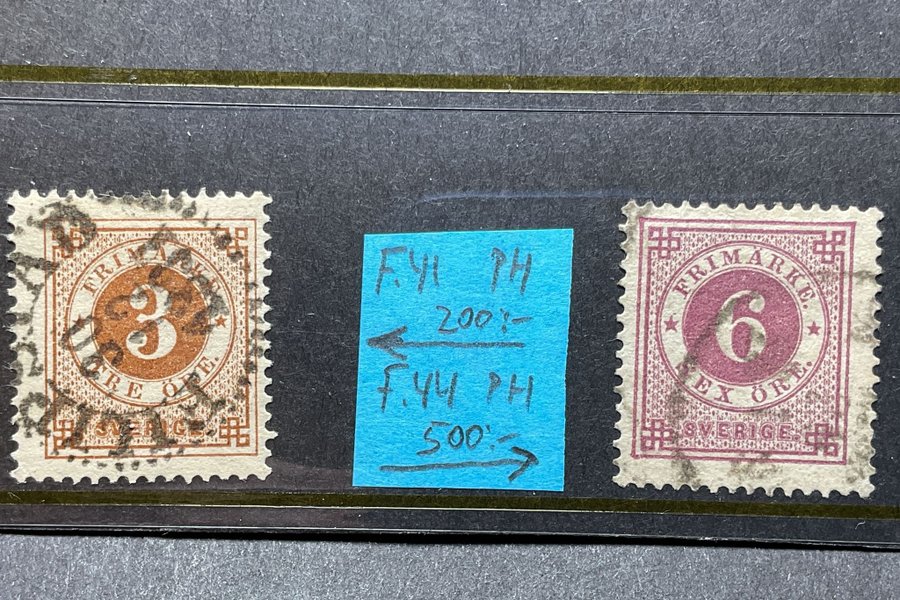 FRIMÄRKE.
3
TRE ÖRE.
SVERIGE.
F.41 PH
200:-
F.44 PH
500:-
FRIMÄRKE.
6
SEX ÖRE.
SVERIGE.